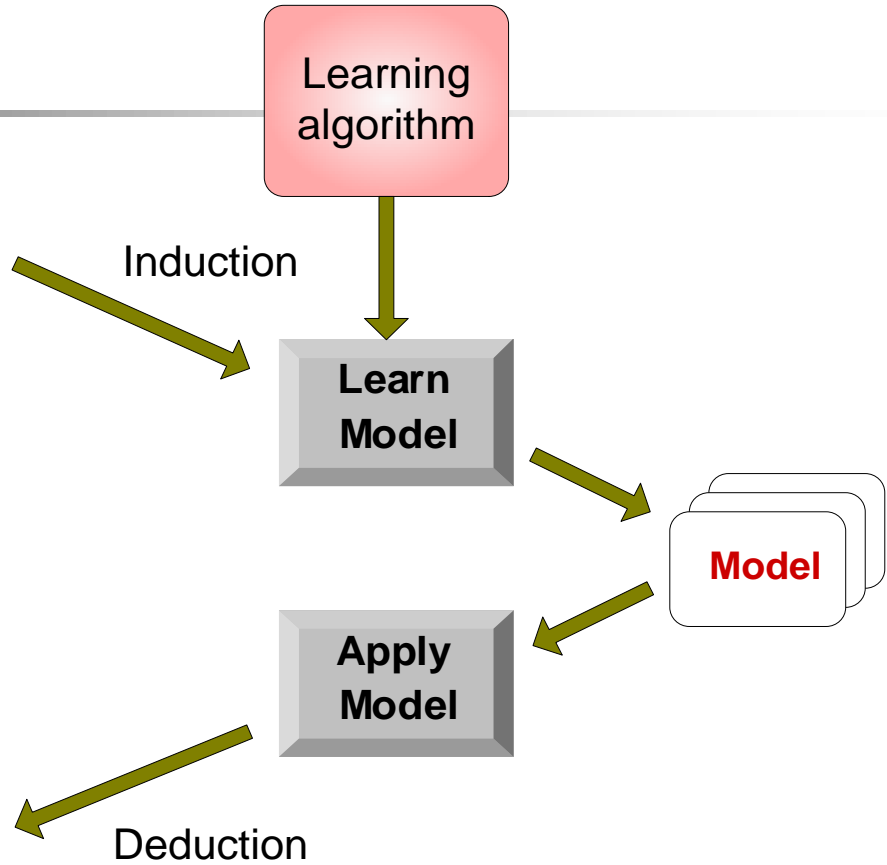 Learning
algorithm
Induction
Learn
Model
Model
Apply
Model
Deduction